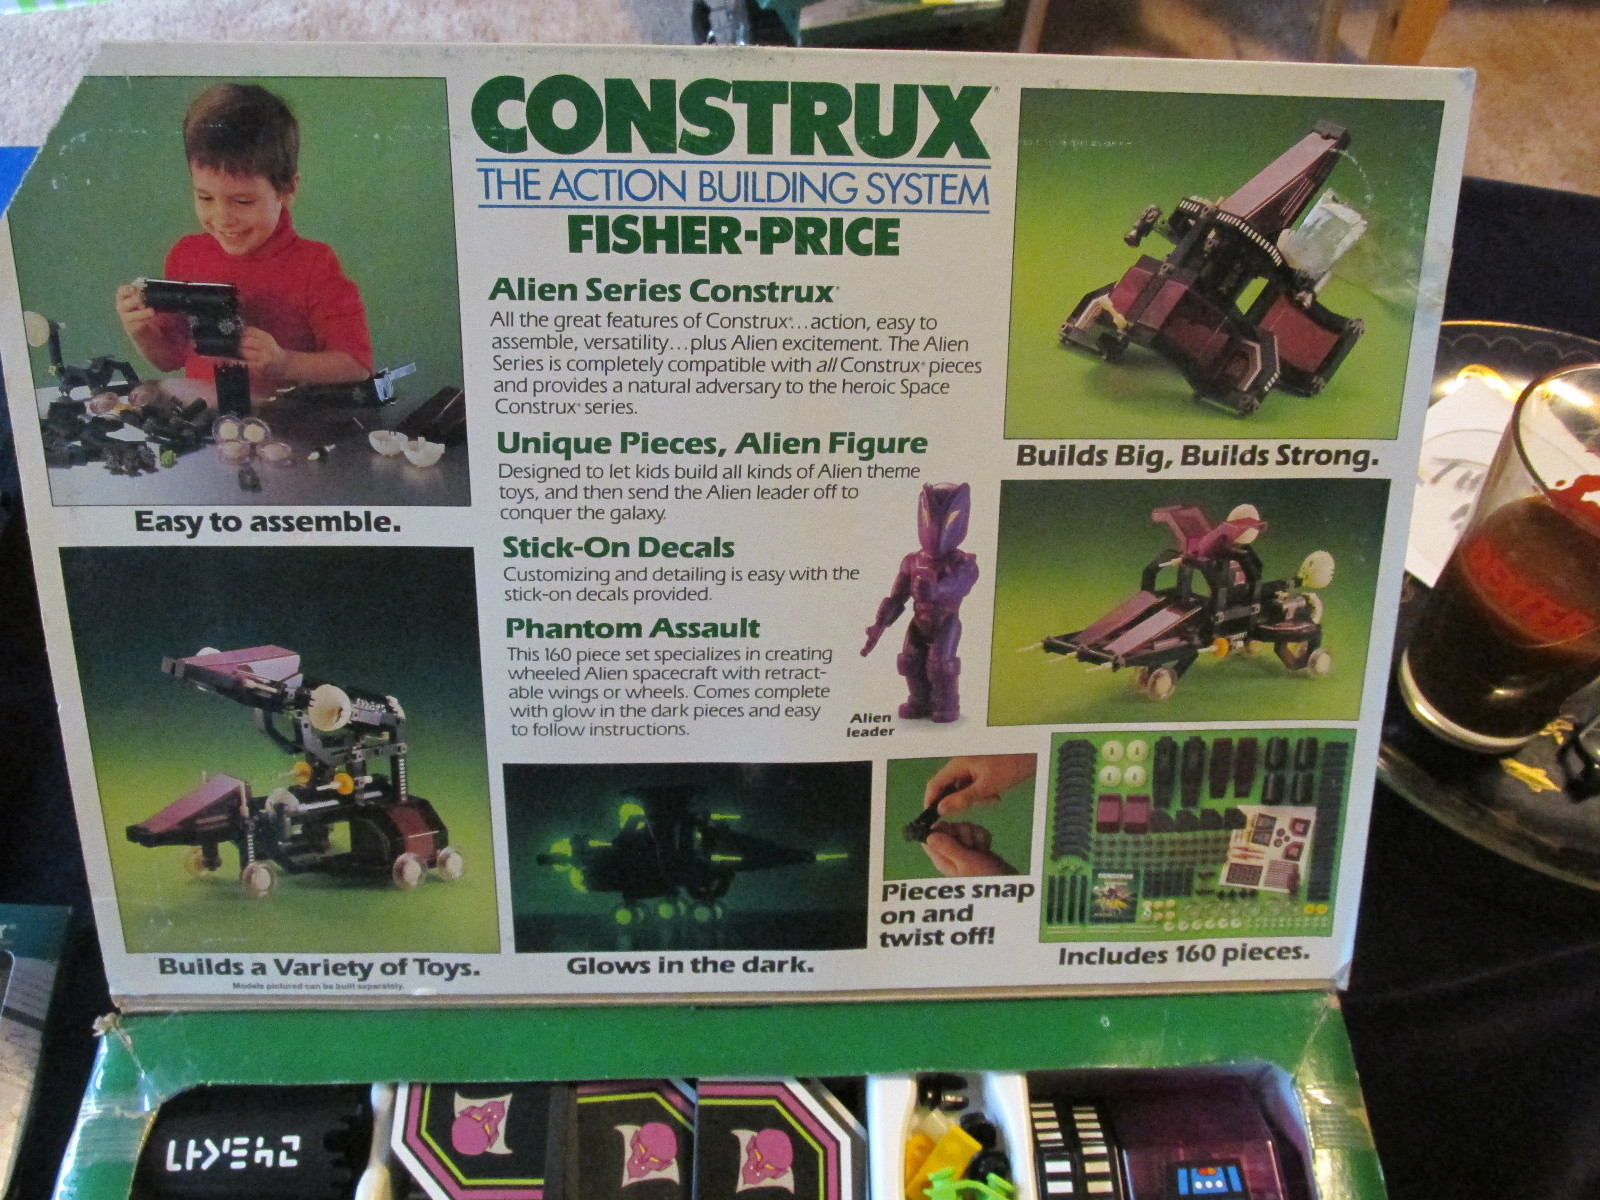 CONSTRUX®
THE ACTION BUILDING SYSTEM
FISHER-PRICE
Alien Series Construx®
All the great features of Construx®...action, easy to
assemble, versatility...plus Alien excitement. The Alien
Series is completely compatible with all Construx® pieces
and provides a natural adversary to the heroic Space
Construx® series.
Unique Pieces, Alien Figure
Designed to let kids build all kinds of Alien theme
toys, and then send the Alien leader off to
conquer the galaxy.
Stick-On Decals
Customizing and detailing is easy with the
stick-on decals provided.
Phantom Assault
This 160 piece set specializes in creating
wheeled Alien spacecraft with retract-
able wings or wheels. Comes complete
with glow in the dark pieces and easy
to follow instructions.
Alien
leader
Easy to assemble.
Builds a Variety of Toys.
Models pictured can be built separately.
Glows in the dark.
Pieces snap
on and
twist off!
Builds Big, Builds Strong.
CONSTRUX
Includes 160 pieces.